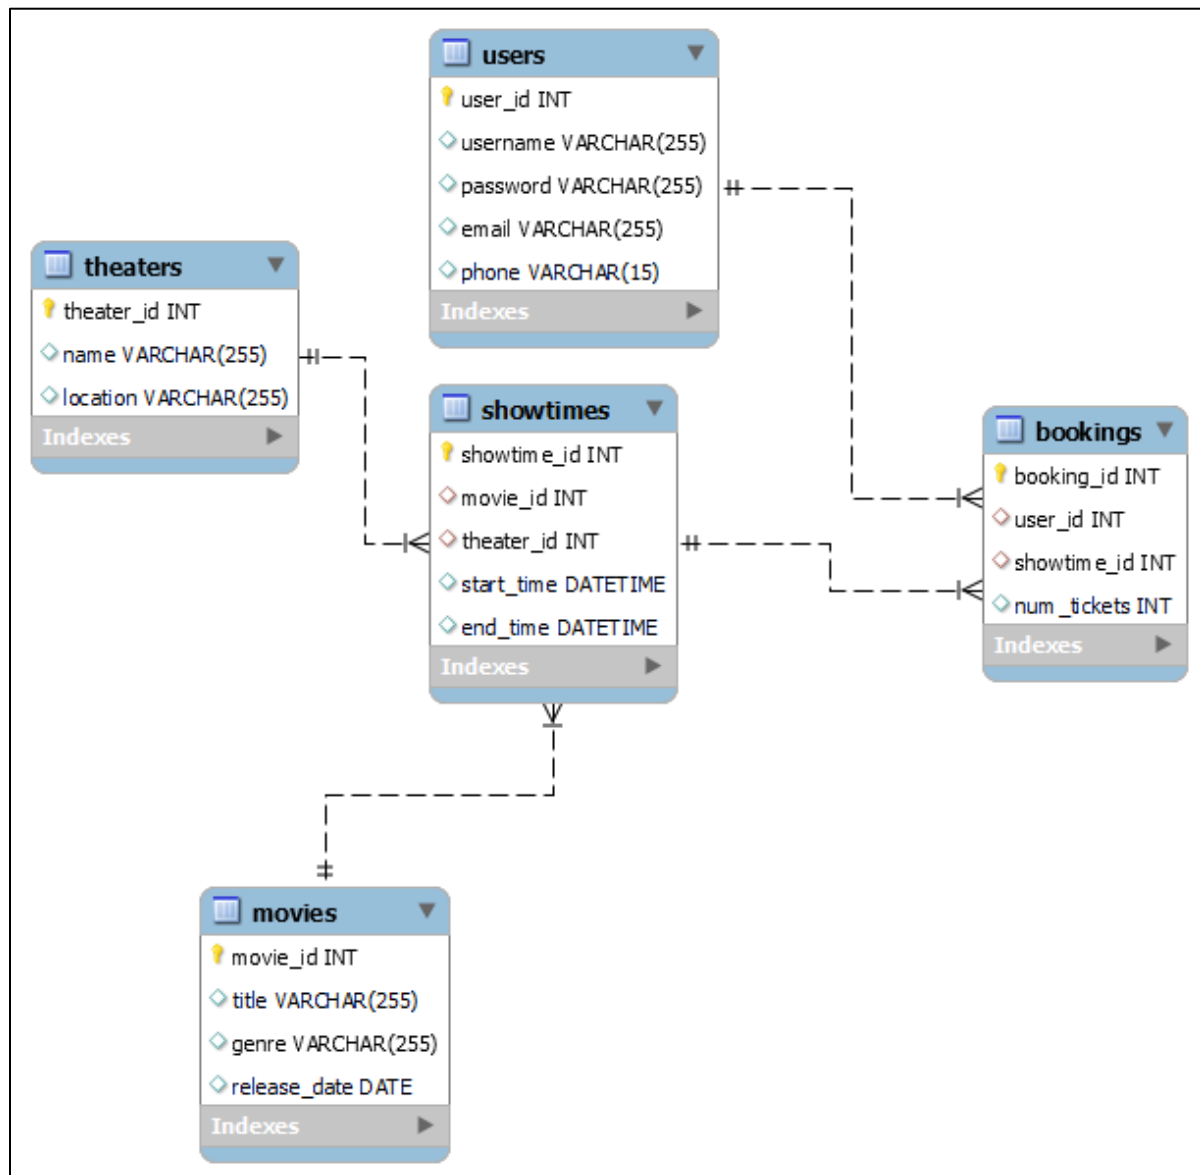 users
user_id INT
username VARCHAR(255)
password VARCHAR(255)
email VARCHAR(255)
phone VARCHAR(15)
Indexes
theaters
theater_id INT
name VARCHAR(255)
location VARCHAR(255)
Indexes
showtimes
showtime_id INT
movie_id INT
theater_id INT
start_time DATETIME
end_time DATETIME
Indexes
bookings
booking_id INT
user_id INT
showtime_id INT
num_tickets INT
Indexes
movies
movie_id INT
title VARCHAR(255)
genre VARCHAR(255)
release_date DATE
Indexes